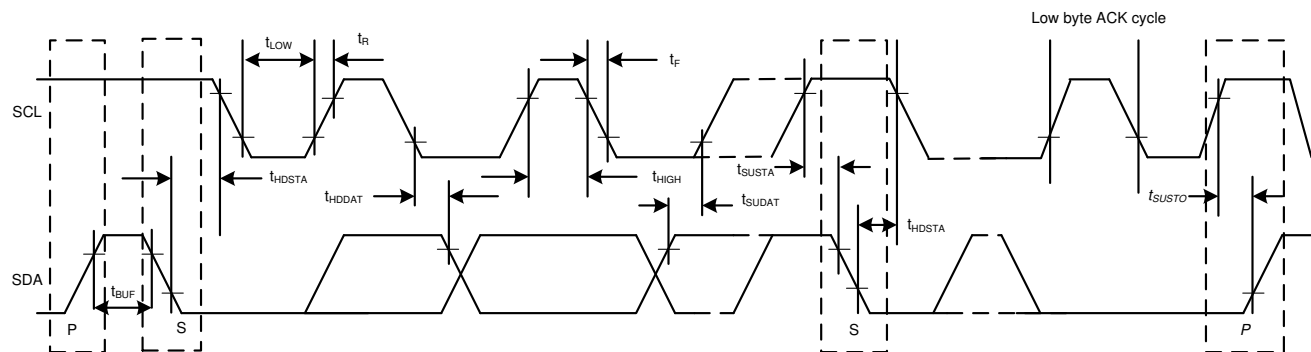 Low byte ACK cycle
tLOW
tR
tF
SCL
tHDSTA
tHDDAT
tHIGH
tSUDAT
tSUSTA
tHDSTA
tSUSTO
SDA
tBUF
P
S
S
P